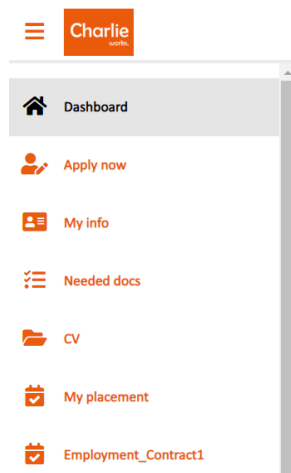 Charlie
works.
Dashboard
Apply now
My info
Needed docs
CV
My placement
Employment_Contract1